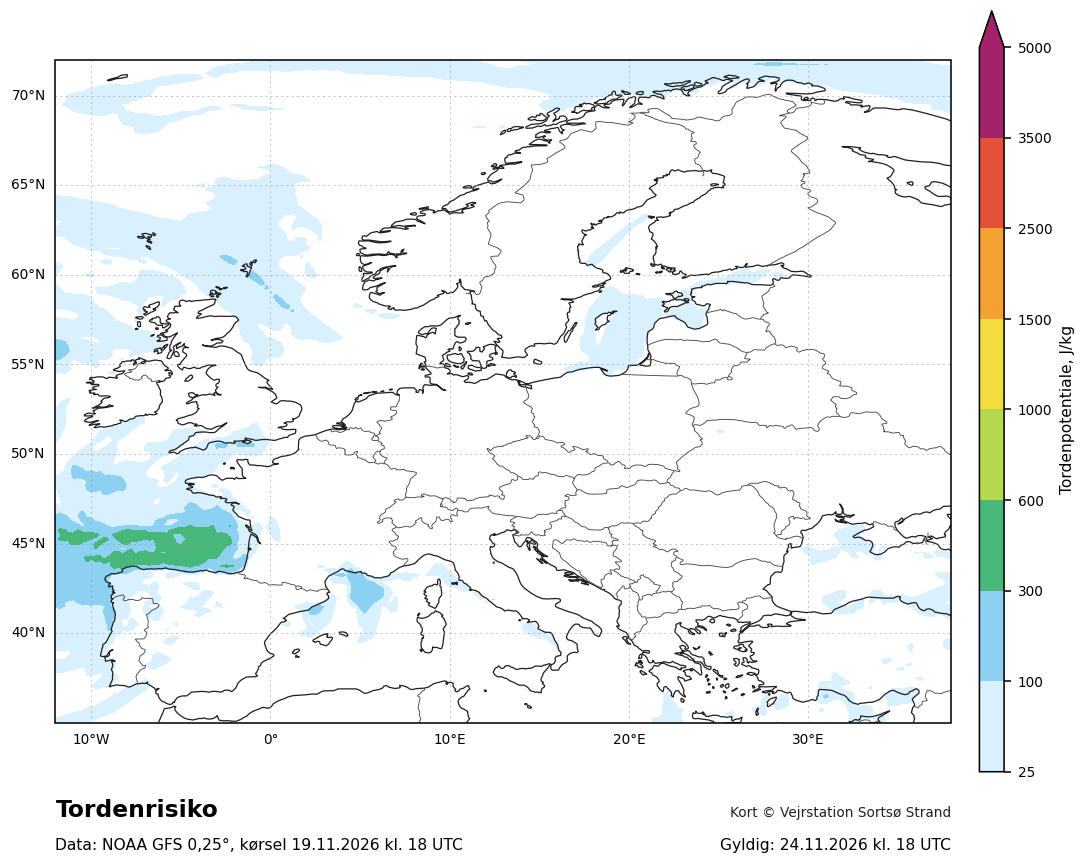 5000
3500
2500
1500
1000
600
300
100
25
Tordenpotentiale, J/kg
70°N
65°N
60°N
55°N
50°N
45°N
40°N
10°W
0°
10°E
20°E
30°E
Tordenrisiko
Kort © Vejrstation Sortsø Strand
Data: NOAA GFS 0,25°, kørsel 19.11.2026 kl. 18 UTC
Gyldig: 24.11.2026 kl. 18 UTC